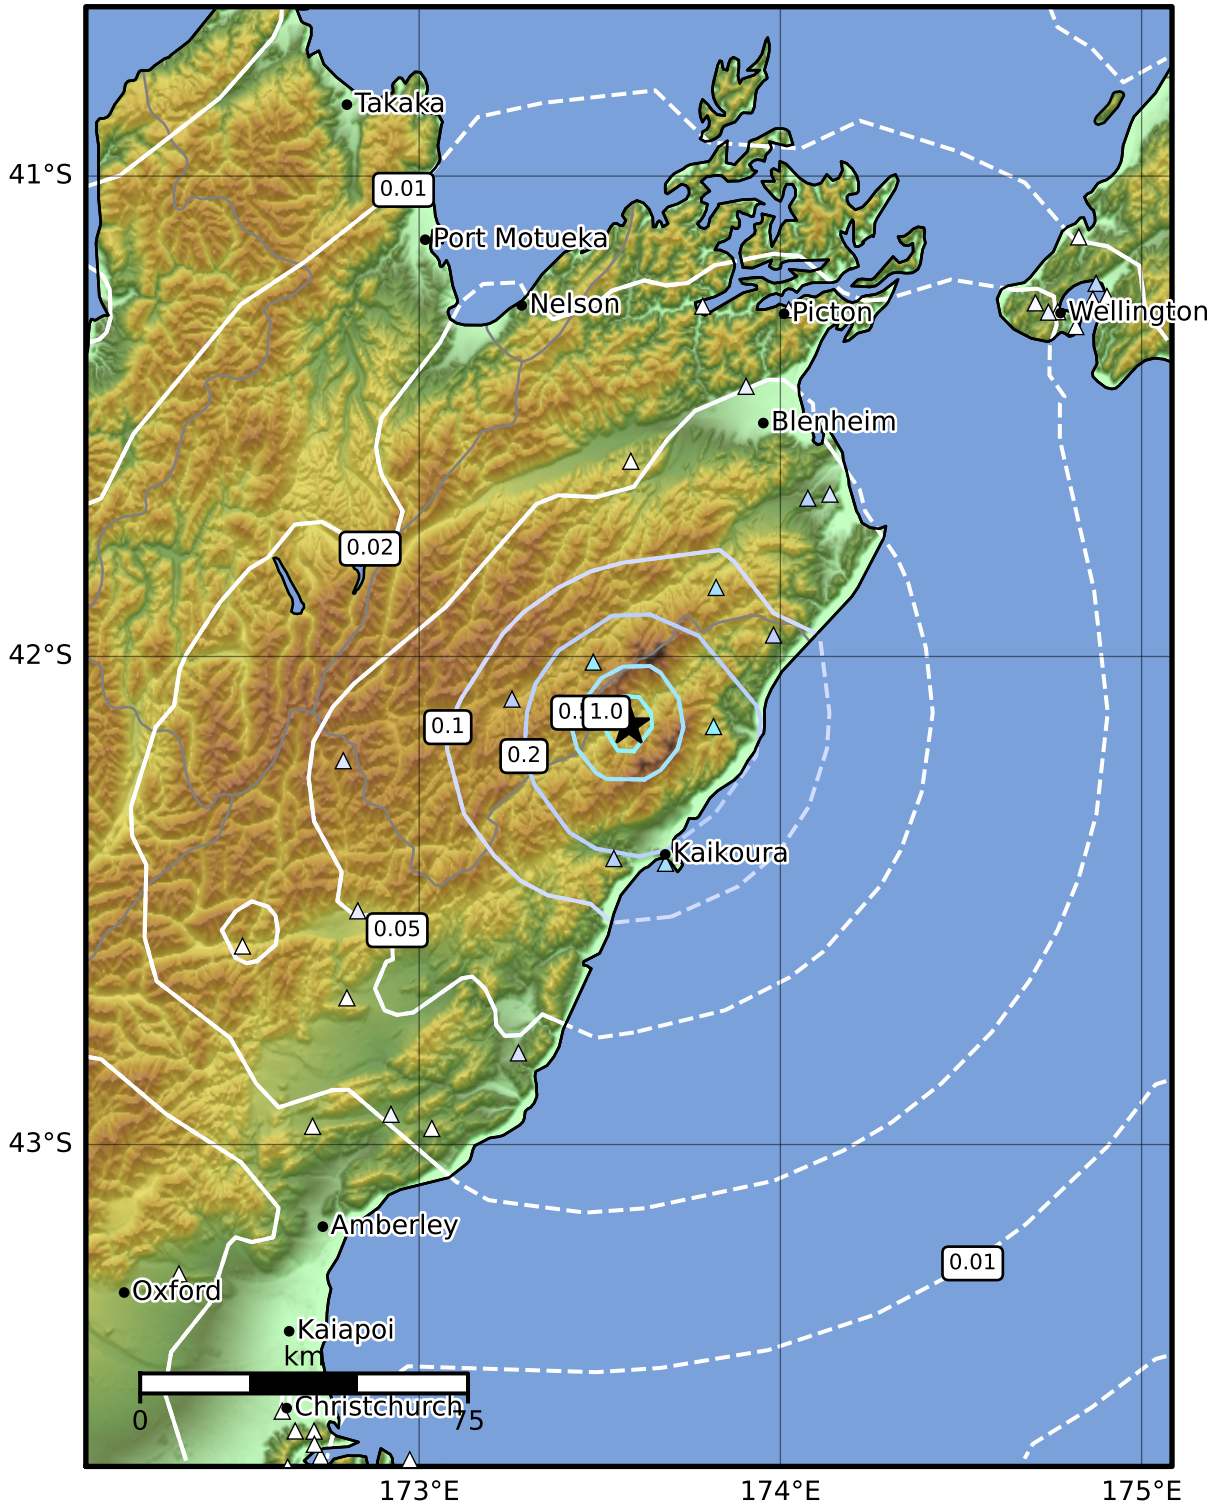 Takaka
41°S
0.01
Port Motueka
Nelson
Picton
Wellington
Blenheim
0.02
42°S
1.0
0.1
0.2
Kaikoura
0.05
43°S
Amberley
0.01
Oxford
Kaiapoi
km
Christchurch
0
75
173°E
174°E
175°E